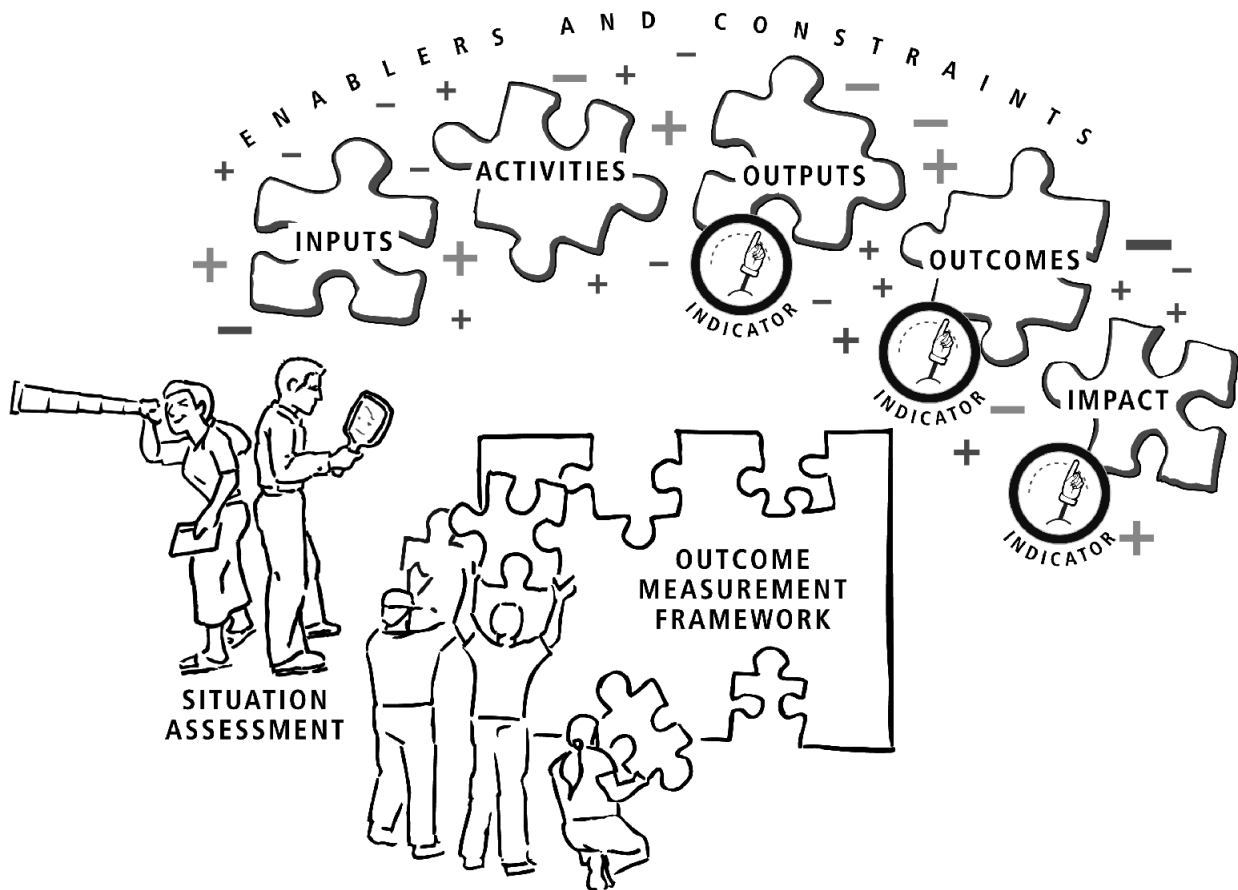 ENABLERS AND CONSTRAINTS
INPUTS
ACTIVITIES
OUTPUTS
INDICATOR
OUTCOMES
INDICATOR
IMPACT
INDICATOR
SITUATION
ASSESSMENT
OUTCOME
MEASUREMENT
FRAMEWORK